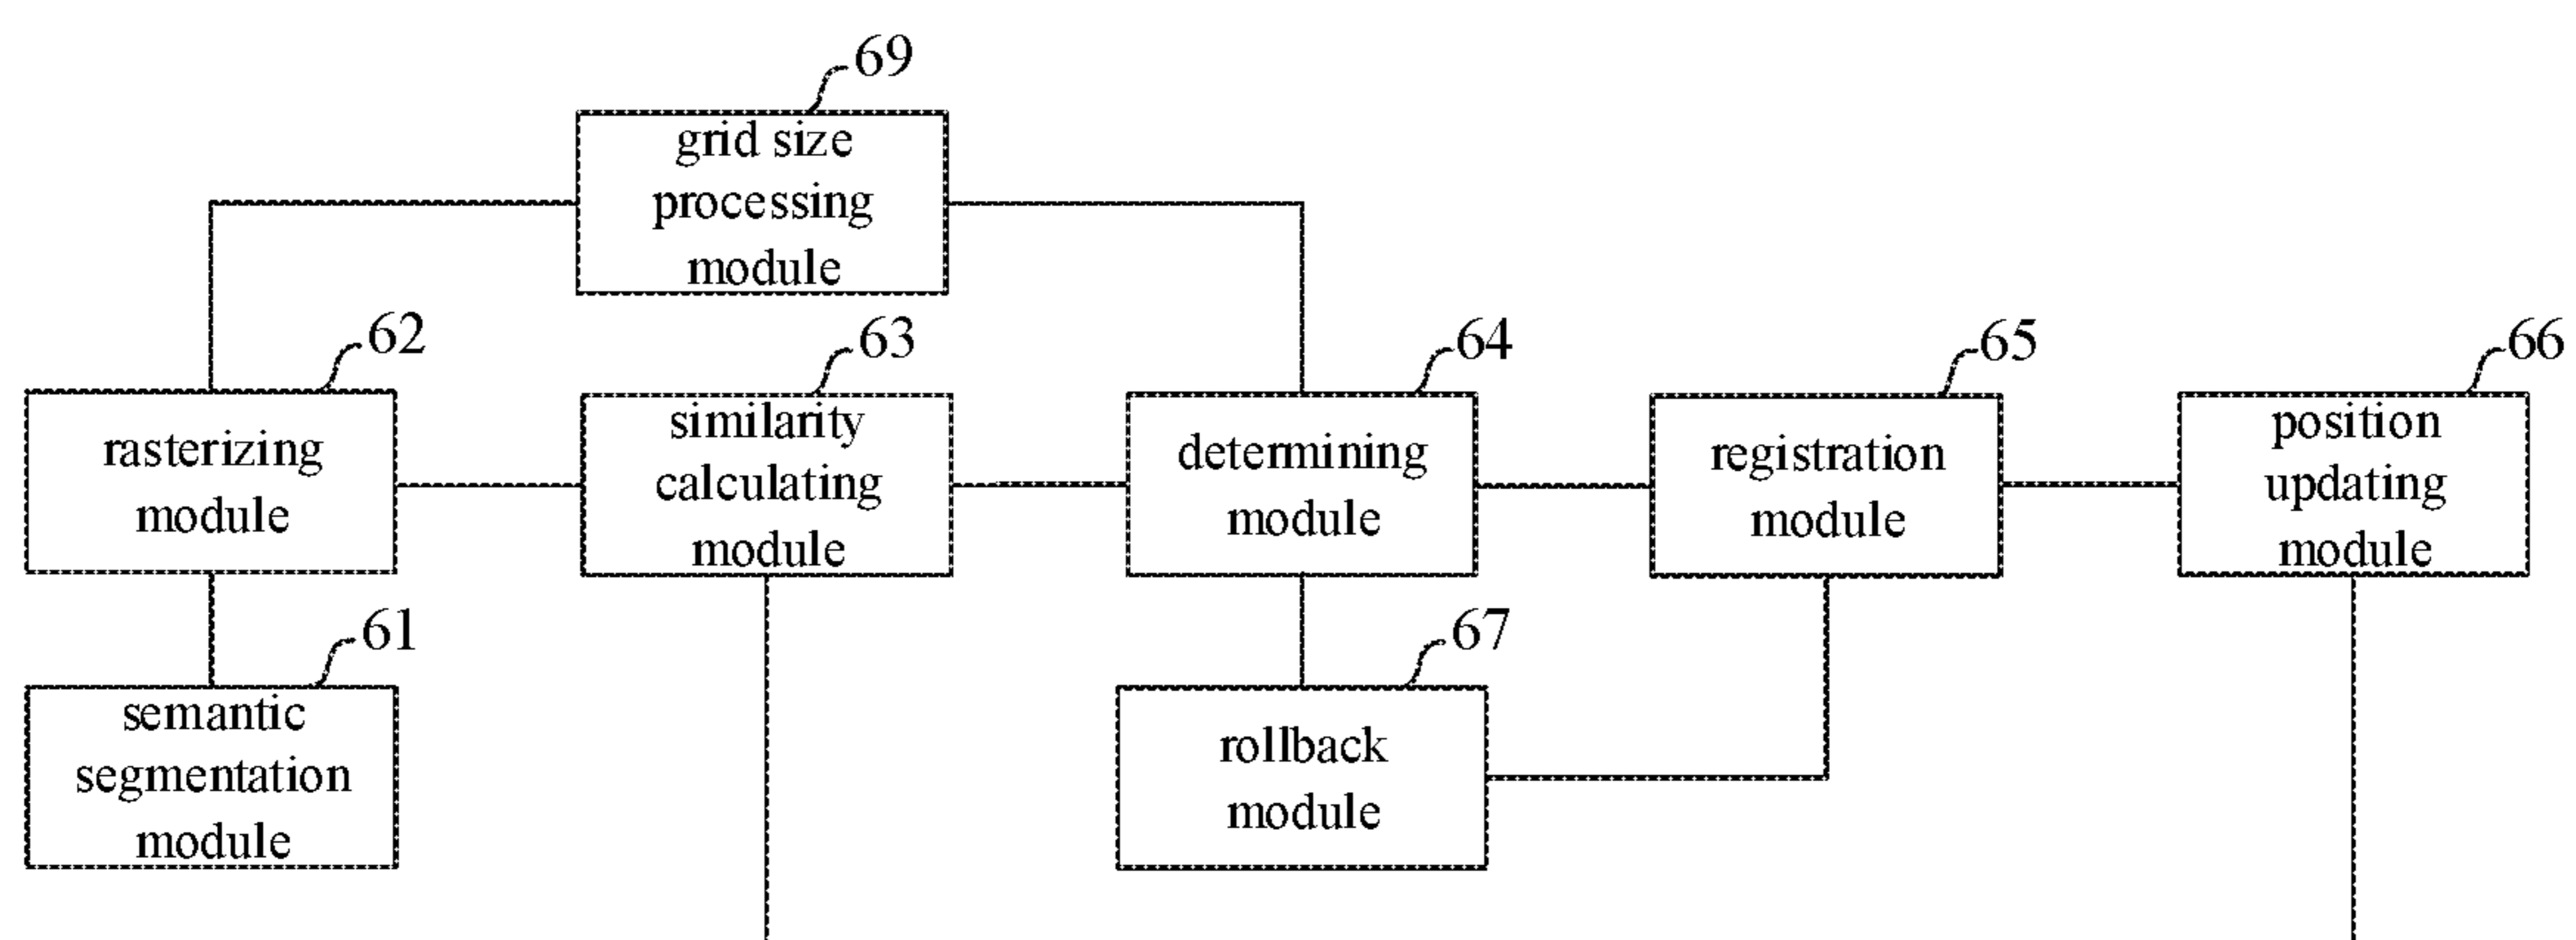 69
grid size
processing
module
62
rasterizing
module
63
similarity
calculating
module
64
determining
module
65
registration
module
66
position
updating
module
61
semantic
segmentation
module
67
rollback
module